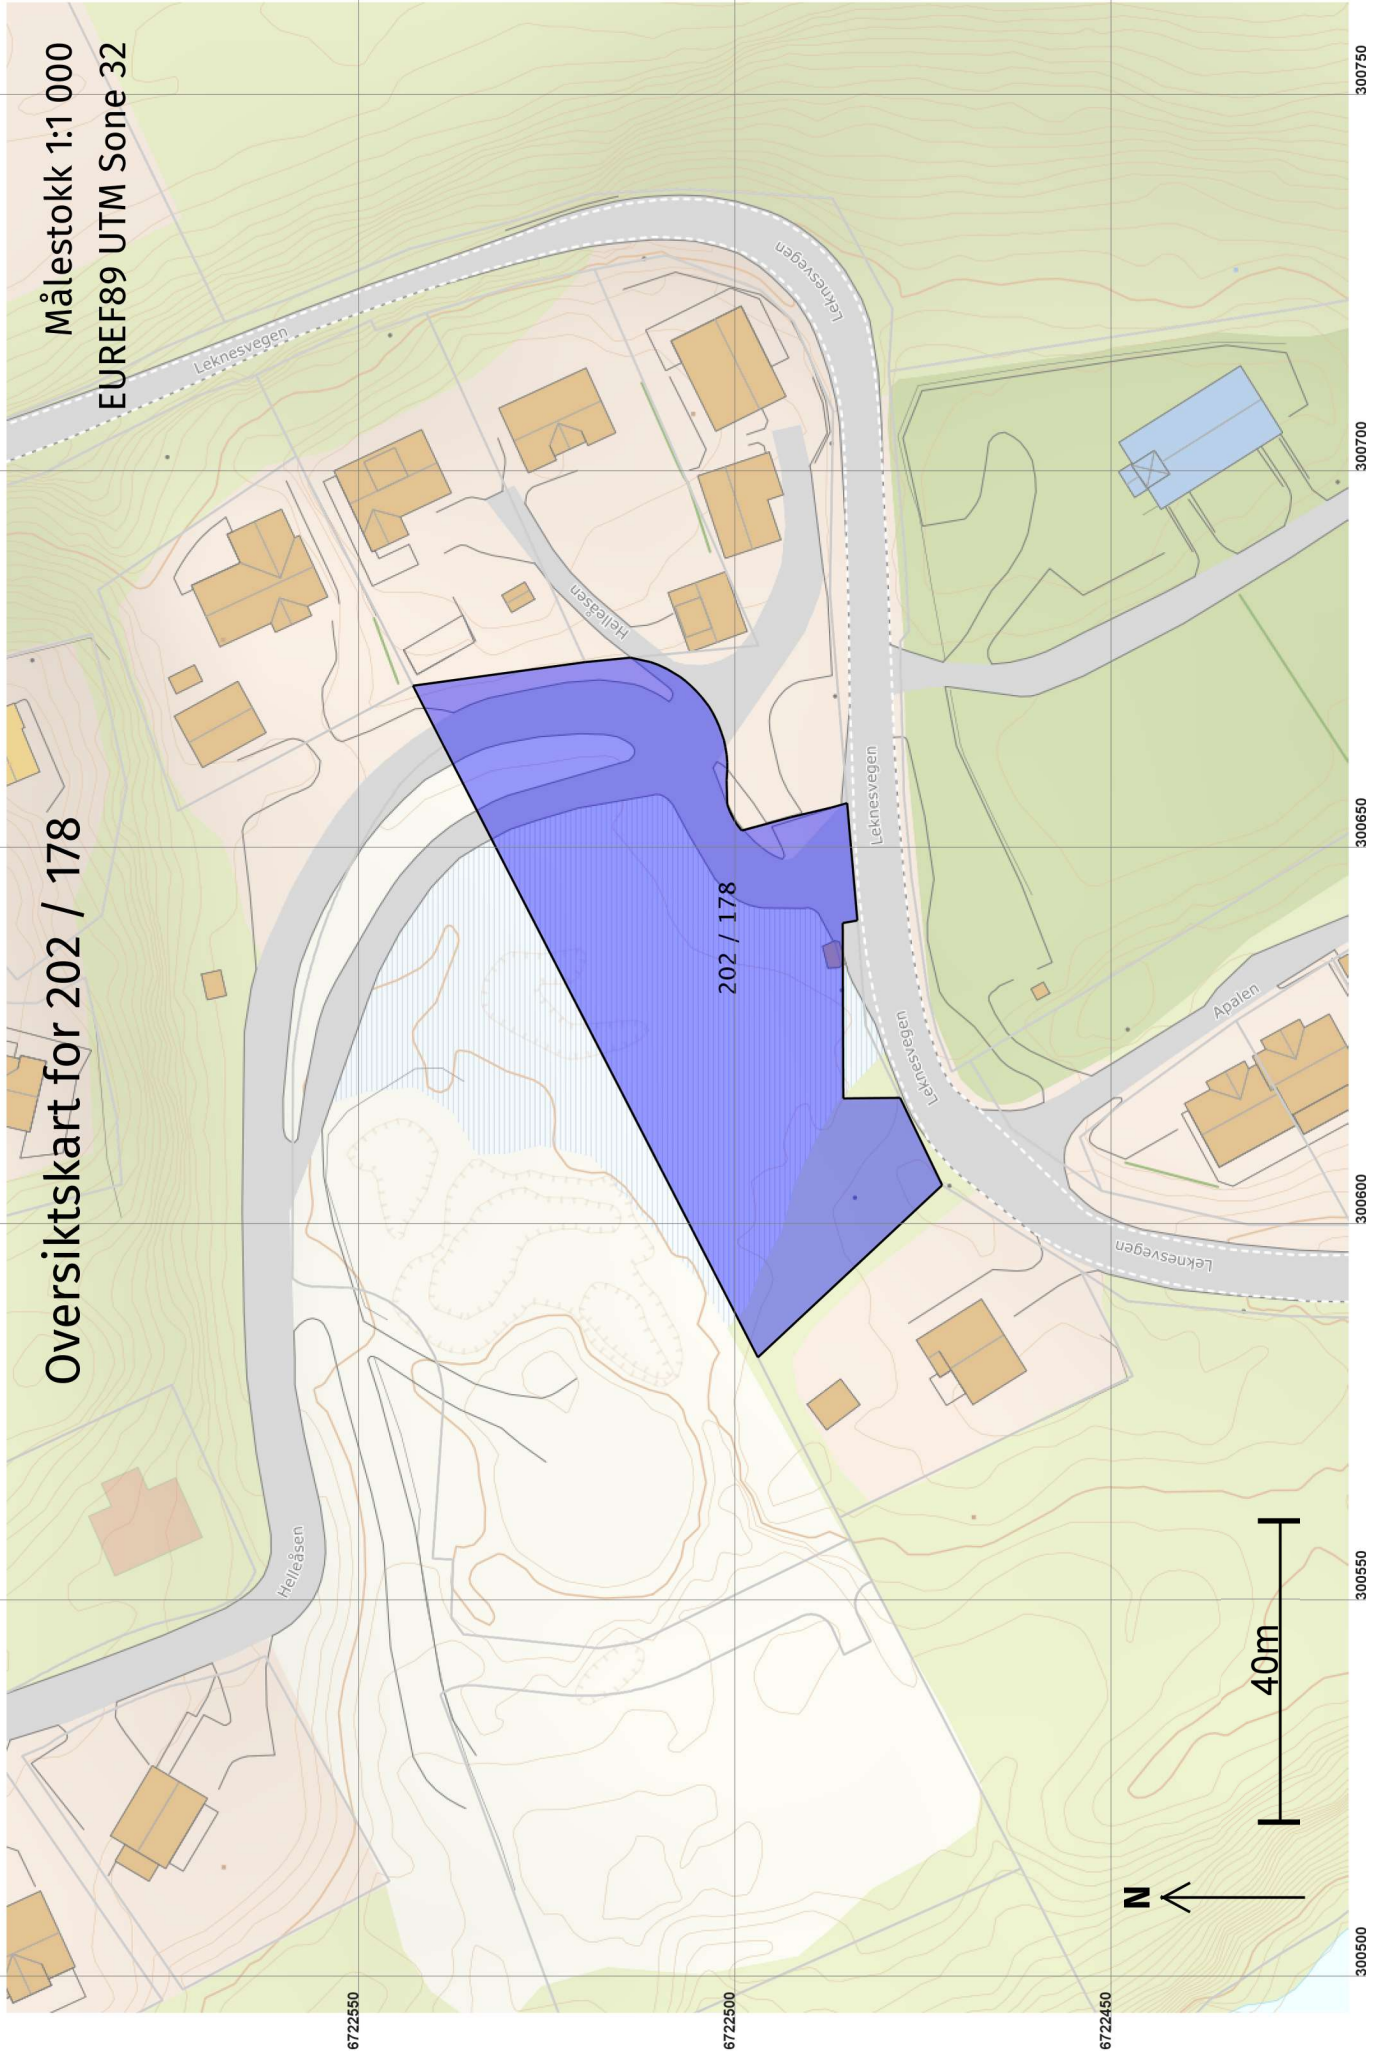 Oversiktskart for 202 / 178
Målestokk 1:1 000
EUREF89 UTM Sone 32
Leknesvegen
Leknesvegen
Helleåsen
Leknesvegen
202 / 178
Leknesvegen
Apalen
Leknesvegen
Helleåsen
40m
N
6722550
6722500
6722450
300500
300550
300600
300650
300700
300750